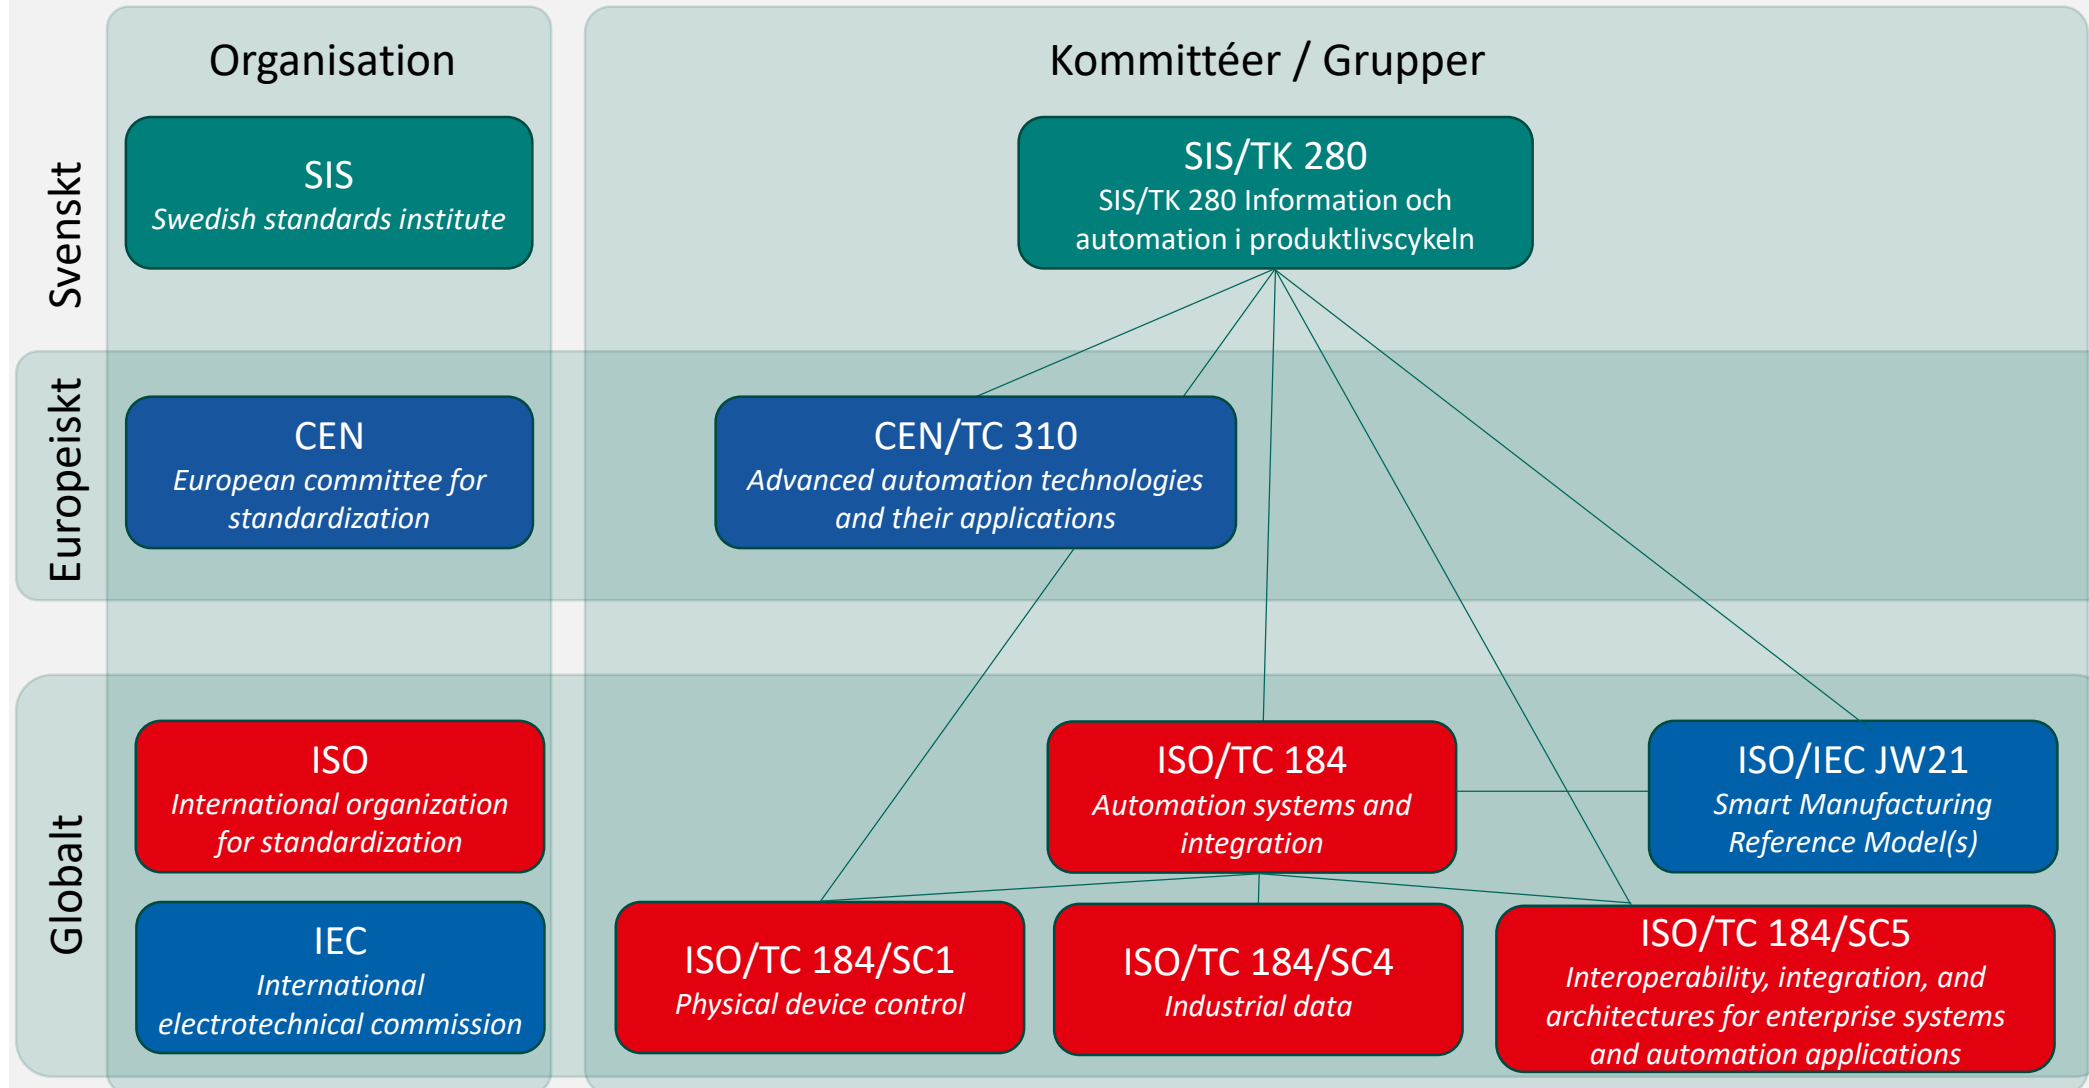 Organisation
Kommittéer / Grupper
Svenskt
SIS
Swedish standards institute
SIS/TK 280
SIS/TK 280 Information och
automation i produktlivscykeln
Europeiskt
CEN
European committee for
standardization
CEN/TC 310
Advanced automation technologies
and their applications
Globalt
ISO
International organization
for standardization
ISO/TC 184
Automation systems and
integration
ISO/IEC JW21
Smart Manufacturing
Reference Model(s)
IEC
International
electrotechnical commission
ISO/TC 184/SC1
Physical device control
ISO/TC 184/SC4
Industrial data
ISO/TC 184/SC5
Interoperability, integration, and
architectures for enterprise systems
and automation applications